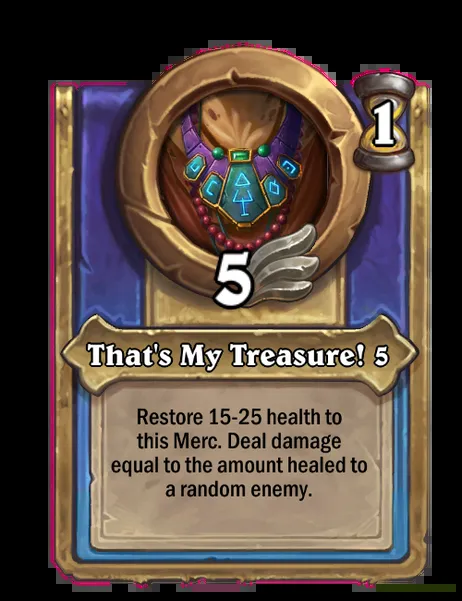 1
5
That's My Treasure! 5
Restore 15-25 health to
this Merc. Deal damage
equal to the amount healed to
a random enemy.